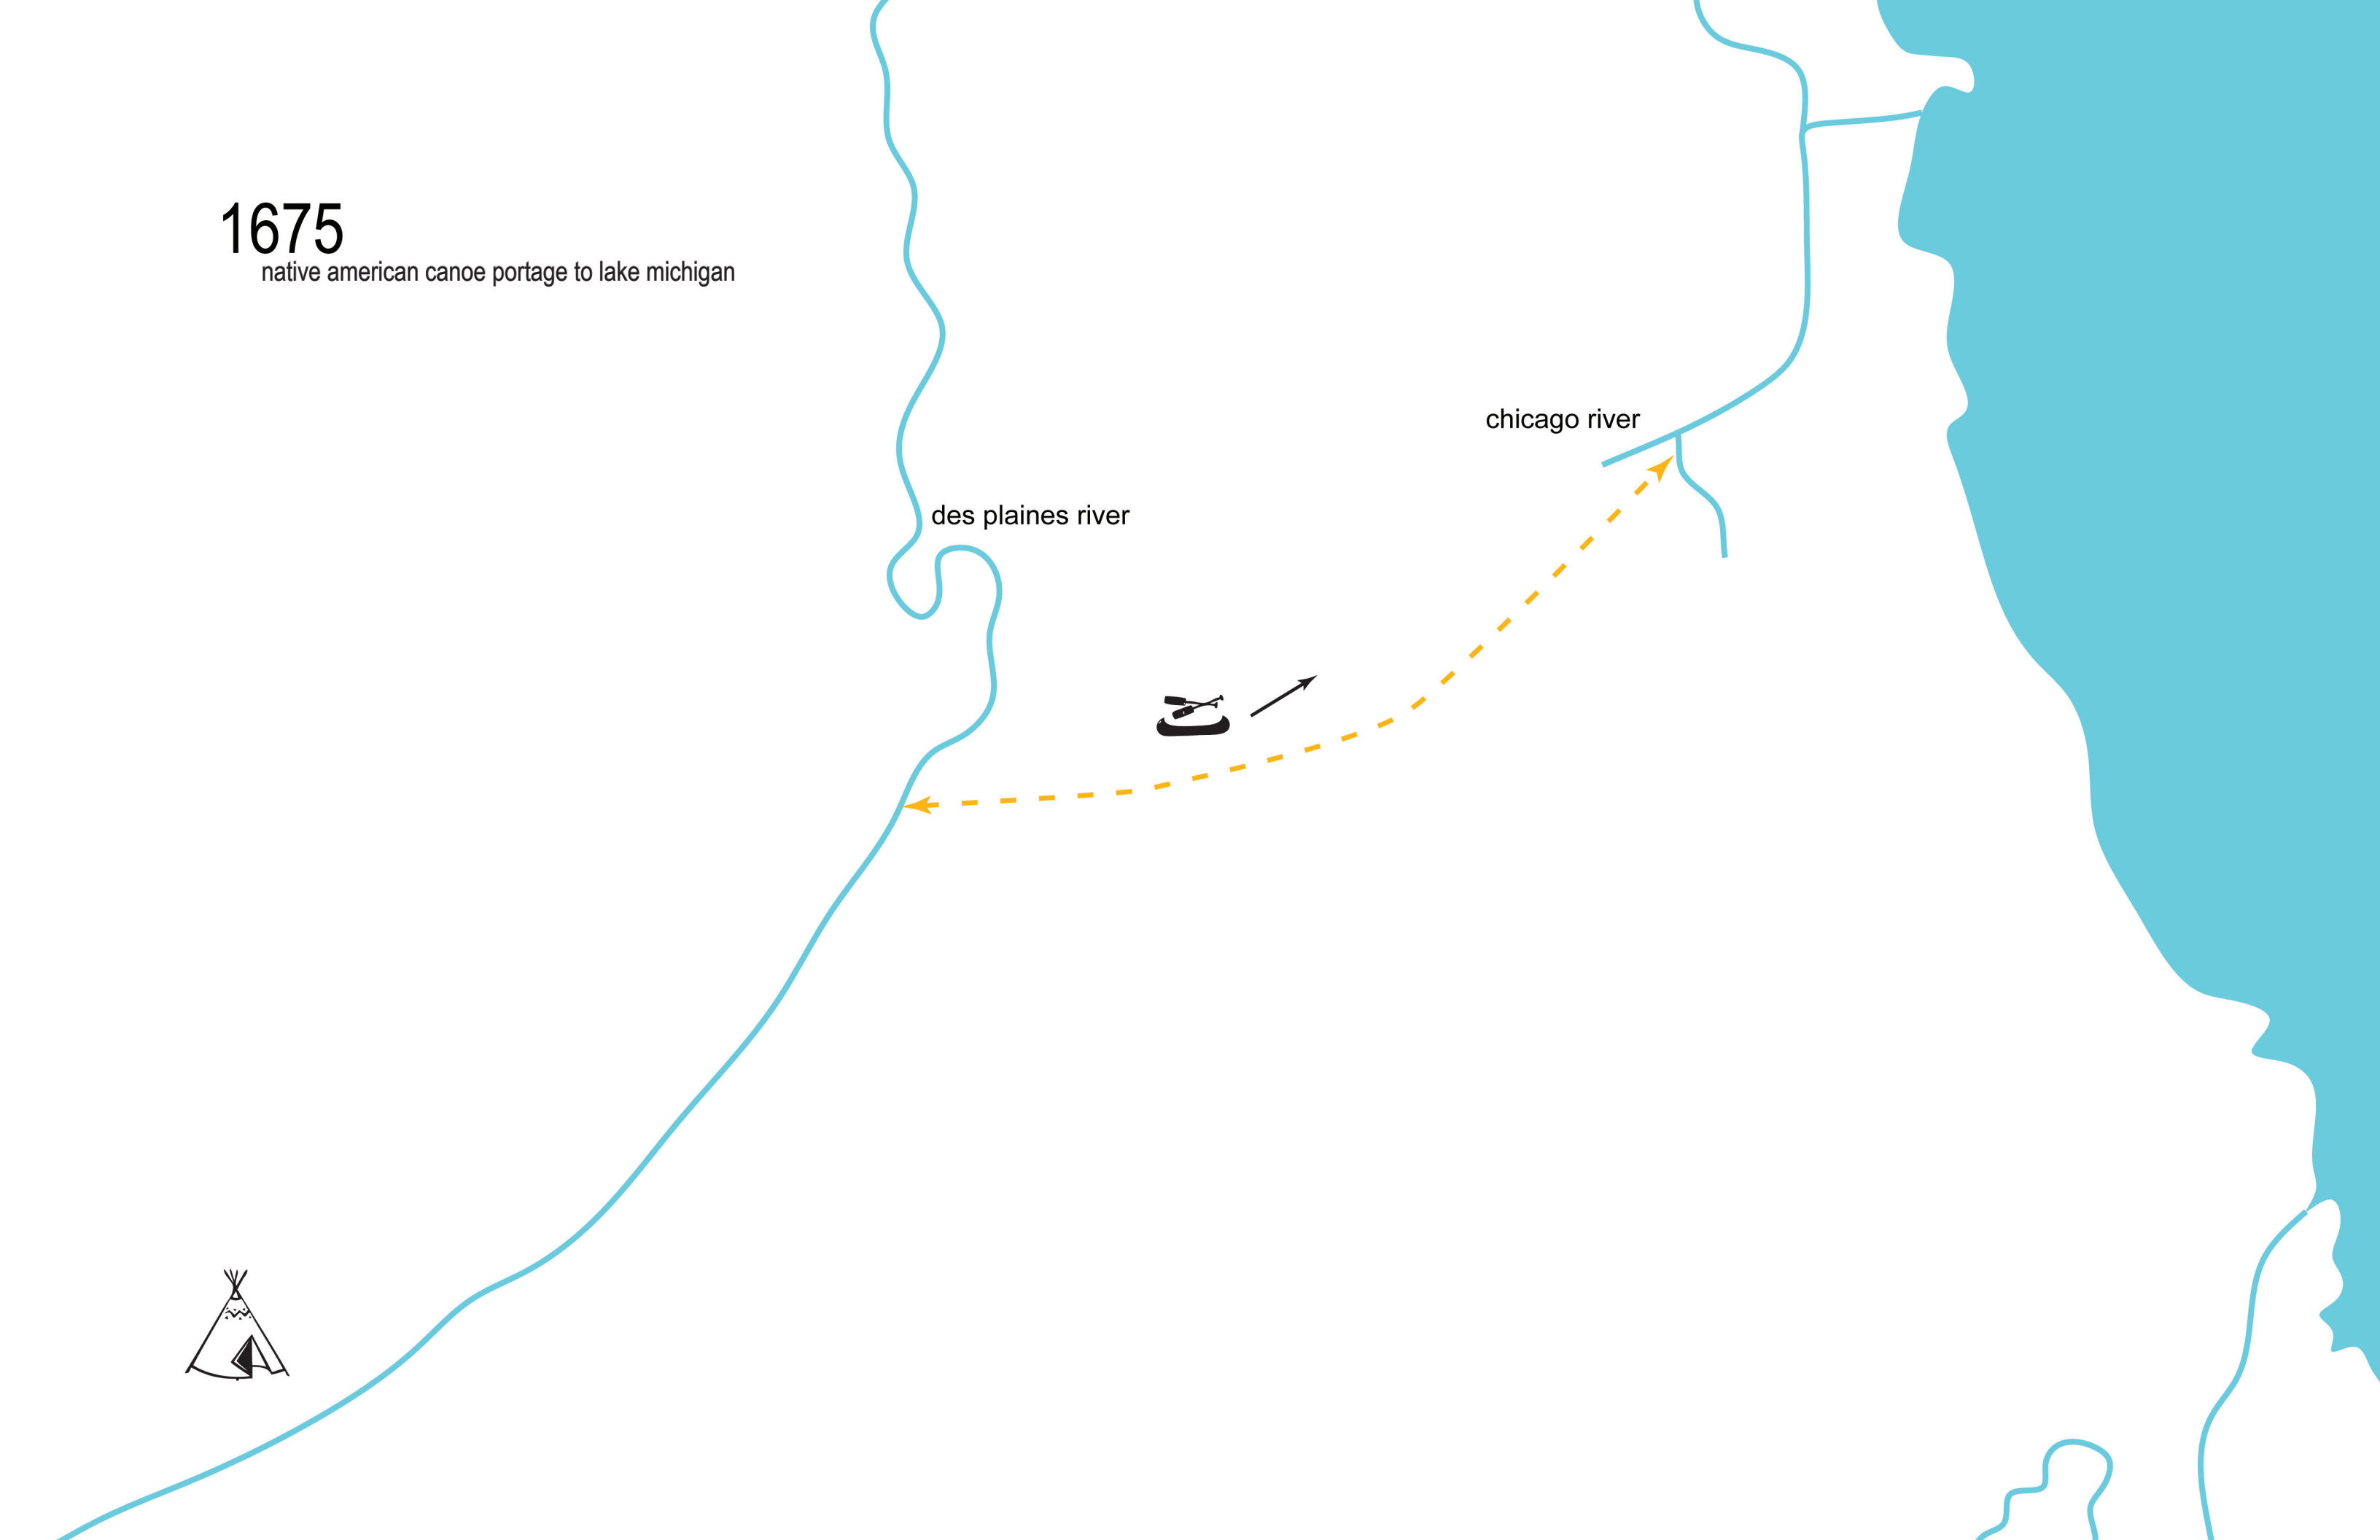 1675
native american canoe portage to lake michigan
chicago river
des plaines river